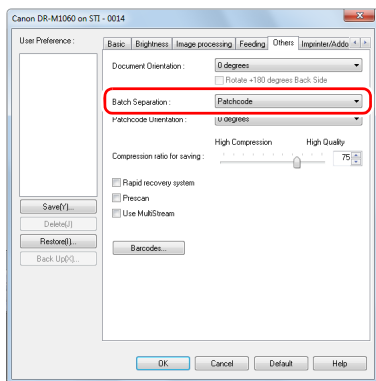 Canon DR-M1060 on STI - 0014
User Preference :
Basic Brightness Image processing Feeding Others Imprinter/Addo
Document Orientation : 0 degrees
Rotate +180 degrees Back Side
Batch Separation : Patchcode
Patchcode Orientation : 0 degrees
High Compression High Quality
Compression ratio for saving : 75
Rapid recovery system
Prescan
Use MultiStream
Save(Y)...
Delete(J)
Restore(I)...
Back Up(X)...
Barcodes...
OK Cancel Default Help